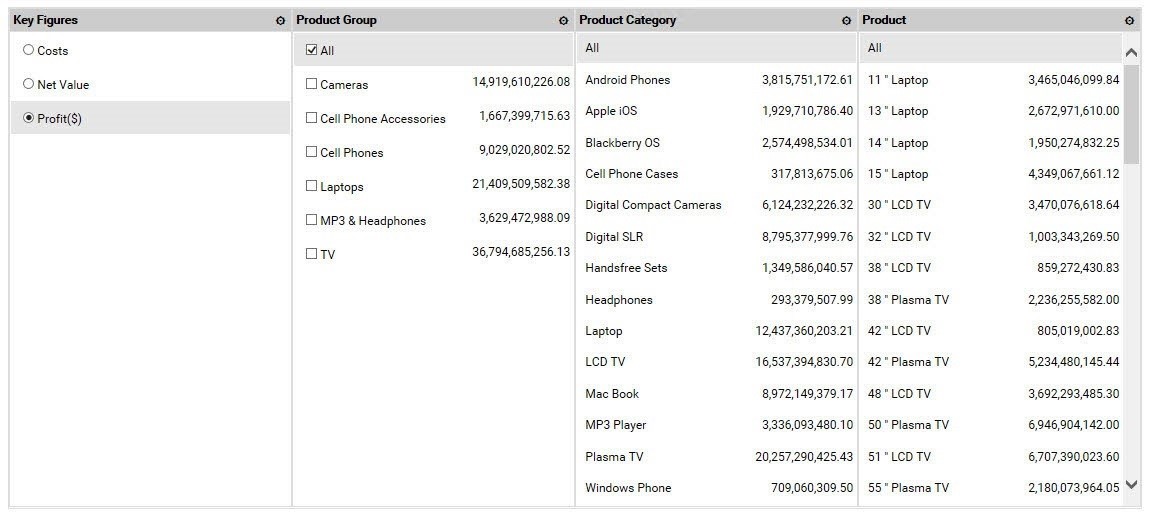 Key Figures
Costs
Net Value
Profit($)
Product Group
All
Cameras 14,919,610,226.08
Cell Phone Accessories 1,667,399,715.63
Cell Phones 9,029,020,802.52
Laptops 21,409,509,582.38
MP3 & Headphones 3,629,472,988.09
TV 36,794,685,256.13
Product Category
All
Android Phones 3,815,751,172.61
Apple iOS 1,929,710,786.40
Blackberry OS 2,574,498,534.01
Cell Phone Cases 317,813,675.06
Digital Compact Cameras 6,124,232,226.32
Digital SLR 8,795,377,999.76
Handsfree Sets 1,349,586,040.57
Headphones 293,379,507.99
Laptop 12,437,360,203.21
LCD TV 16,537,394,830.70
Mac Book 8,972,149,379.17
MP3 Player 3,336,093,480.10
Plasma TV 20,257,290,425.43
Windows Phone 709,060,309.50
Product
All
11 " Laptop 3,465,046,099.84
13 " Laptop 2,672,971,610.00
14 " Laptop 1,950,274,832.25
15 " Laptop 4,349,067,661.12
30 " LCD TV 3,470,076,618.64
32 " LCD TV 1,003,343,269.50
38 " LCD TV 859,272,430.83
38 " Plasma TV 2,236,255,582.00
42 " LCD TV 805,019,002.83
42 " Plasma TV 5,234,480,145.44
48 " LCD TV 3,692,293,485.30
50 " Plasma TV 6,946,904,142.00
51 " LCD TV 6,707,390,023.60
55 " Plasma TV 2,180,073,964.05